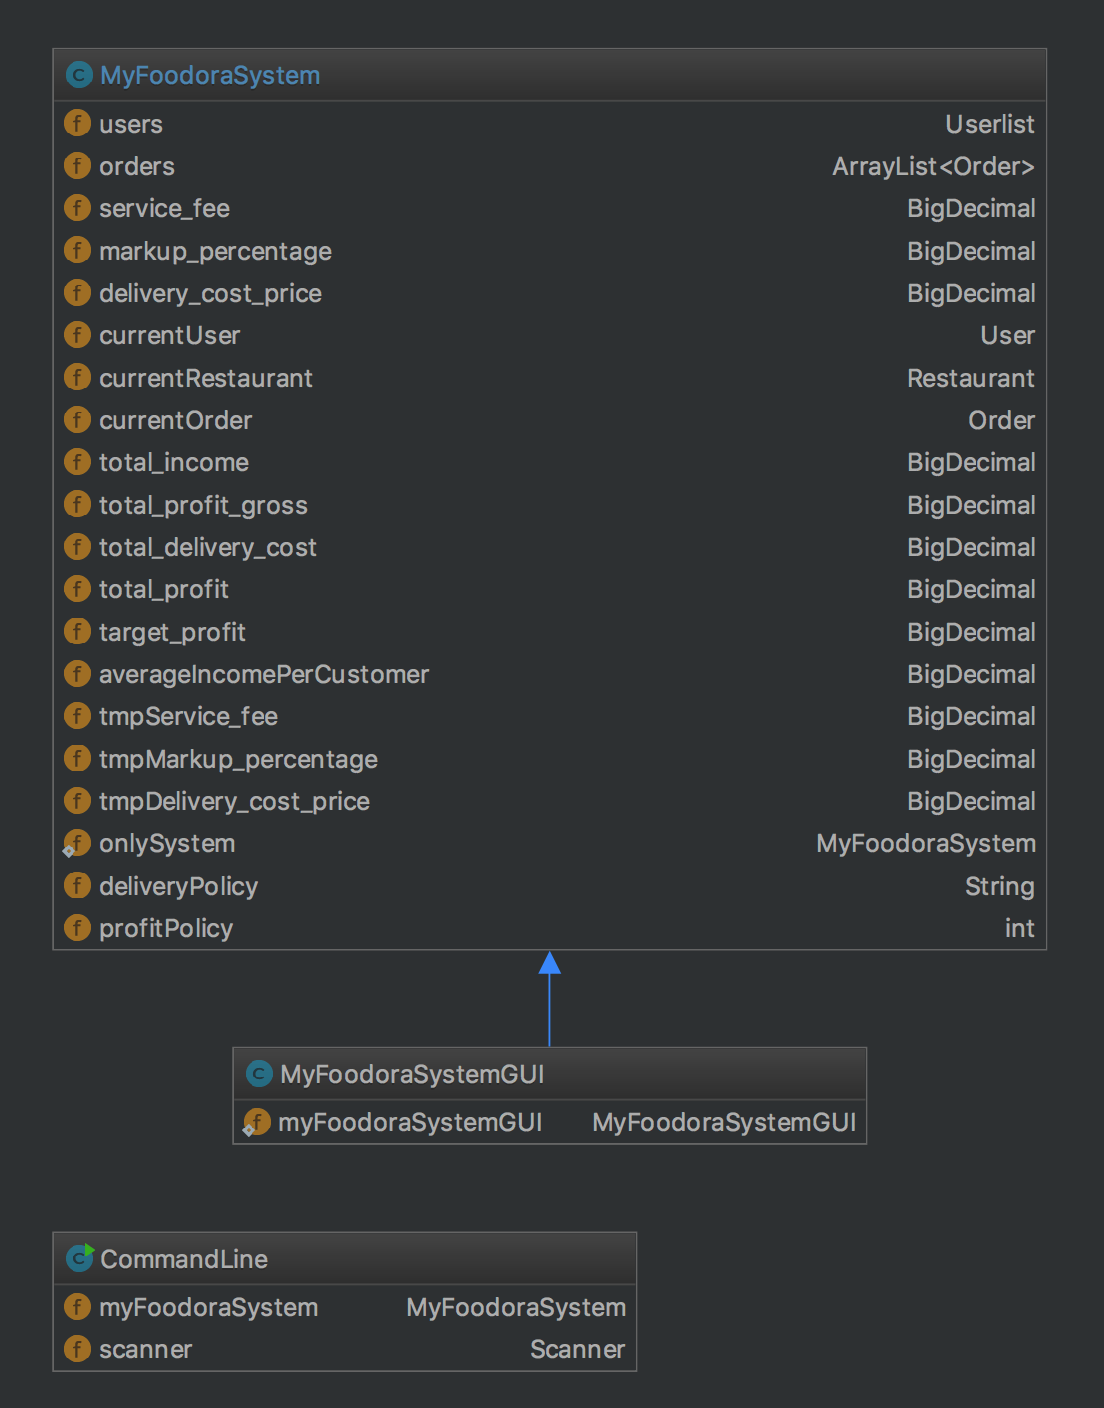 MyFoodoraSystem
users Userlist
orders ArrayList<Order>
service_fee BigDecimal
markup_percentage BigDecimal
delivery_cost_price BigDecimal
currentUser User
currentRestaurant Restaurant
currentOrder Order
total_income BigDecimal
total_profit_gross BigDecimal
total_delivery_cost BigDecimal
total_profit BigDecimal
target_profit BigDecimal
averageIncomePerCustomer BigDecimal
tmpService_fee BigDecimal
tmpMarkup_percentage BigDecimal
tmpDelivery_cost_price BigDecimal
onlySystem MyFoodoraSystem
deliveryPolicy String
profitPolicy int
MyFoodoraSystemGUI
myFoodoraSystemGUI MyFoodoraSystemGUI
CommandLine
myFoodoraSystem MyFoodoraSystem
scanner Scanner